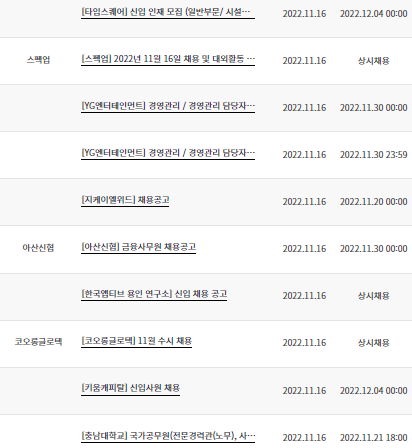 [타임스퀘어] 신입 인재 모집 (일반부문/ 시설… 2022.11.16 2022.12.04 00:00
스펙업 [스펙업] 2022년 11월 16일 채용 및 대외활동 … 2022.11.16 상시채용
[YG엔터테인먼트] 경영관리 / 경영관리 담당자… 2022.11.16 2022.11.30 00:00
[YG엔터테인먼트] 경영관리 / 경영관리 담당자… 2022.11.16 2022.11.30 23:59
[지케이엘위드] 채용공고 2022.11.16 2022.11.20 00:00
아산신협 [아산신협] 금융사무원 채용공고 2022.11.16 2022.11.30 00:00
[한국앱티브 용인 연구소] 신입 채용 공고 2022.11.16 상시채용
코오롱글로텍 [코오롱글로텍] 11월 수시 채용 2022.11.16 상시채용
[키움캐피탈] 신입사원 채용 2022.11.16 2022.12.04 00:00
[충남대학교] 국가공무원(전문경력관(노무), 사… 2022.11.16 2022.11.21 18:00